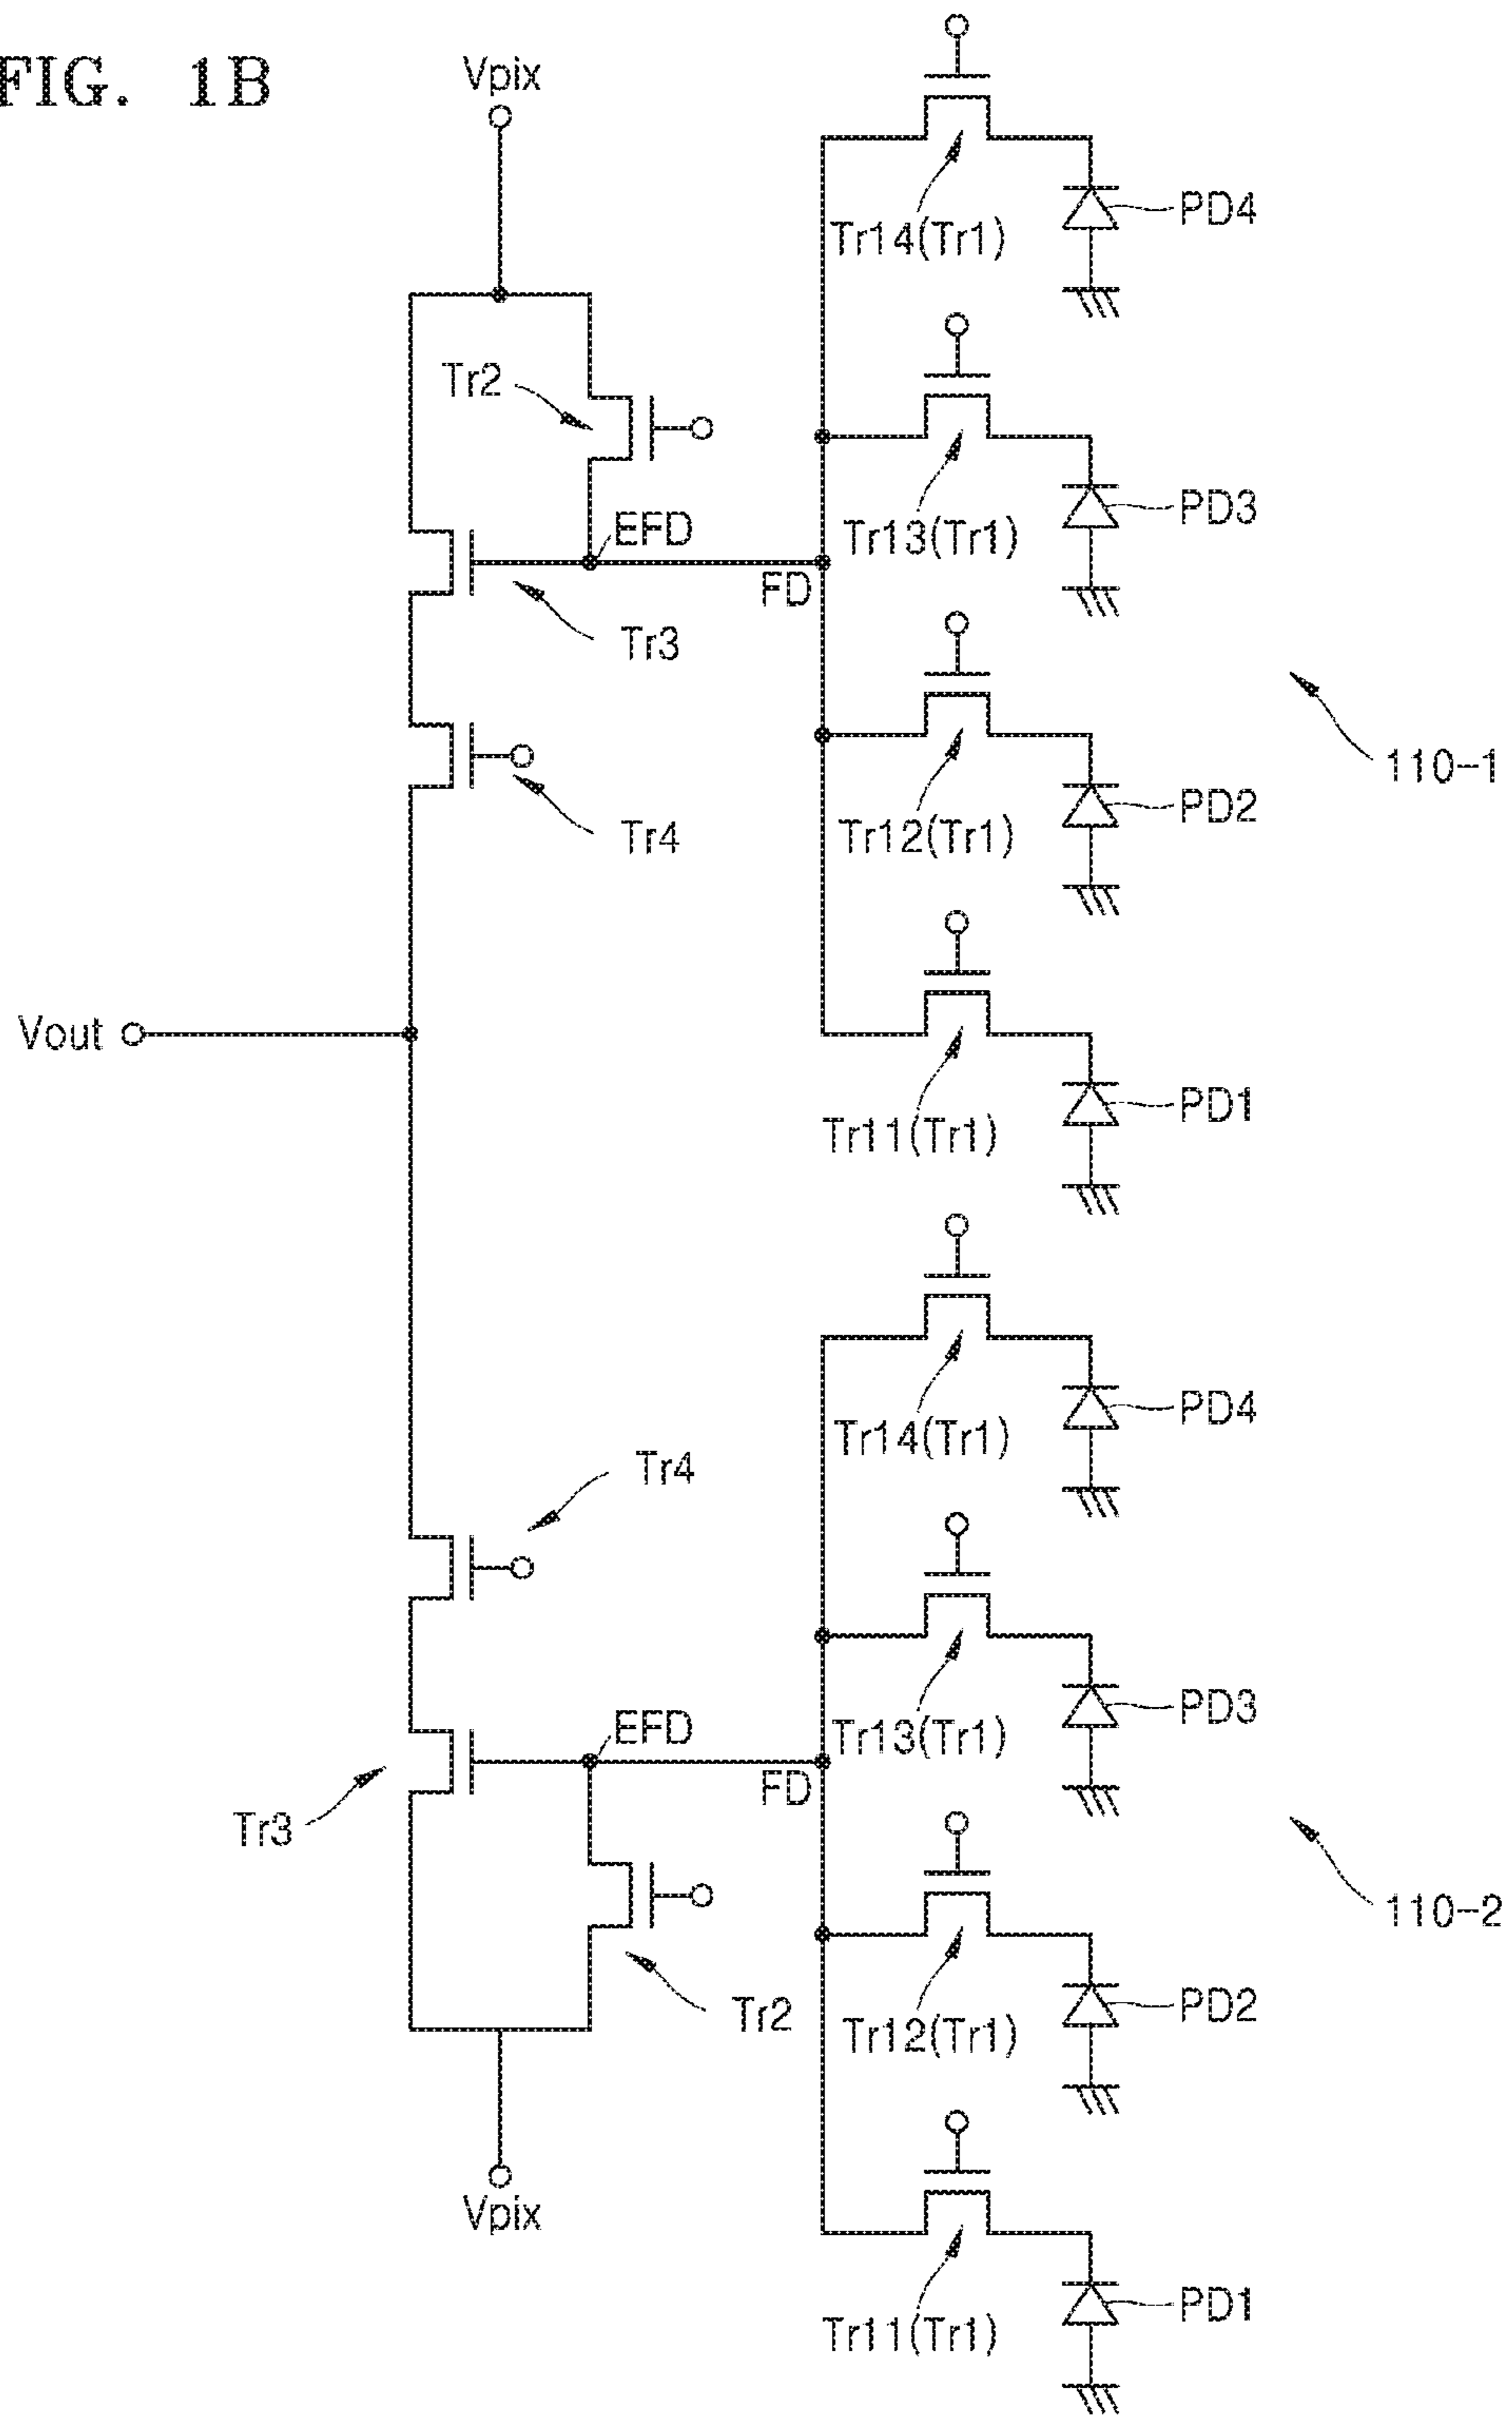 FIG. 1B
Vpix
Tr14(Tr1)
PD4
Tr2
Tr13(Tr1)
PD3
EFD
FD
Tr3
Tr12(Tr1)
PD2
110-1
Tr4
Vout
Tr11(Tr1)
PD1
Tr14(Tr1)
PD4
Tr4
Tr13(Tr1)
PD3
EFD
FD
Tr3
110-2
Tr12(Tr1)
PD2
Tr2
Vpix
Tr11(Tr1)
PD1